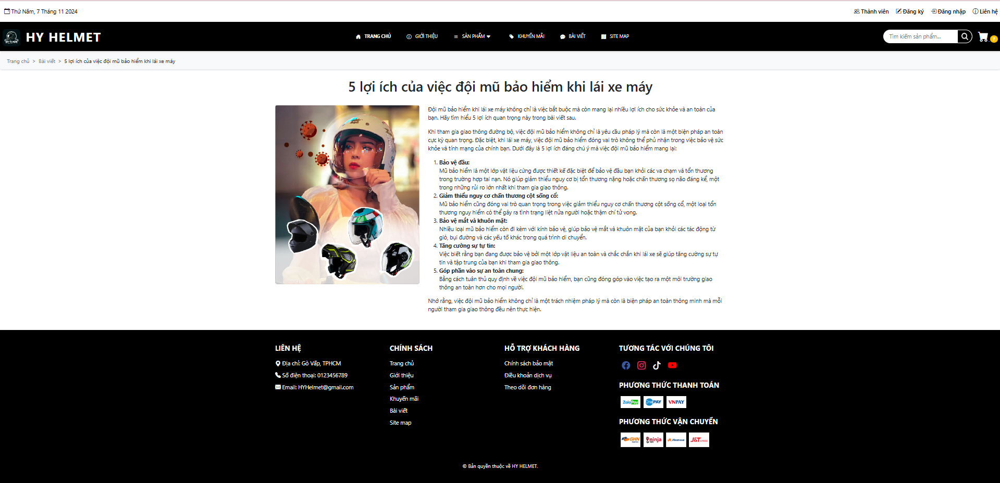 Thứ Năm, 7 Tháng 11 2024
Thành viên Đăng ký Đăng nhập Liên hệ
HY HELMET
TRANG CHỦ GIỚI THIỆU SẢN PHẨM KHUYẾN MÃI BÀI VIẾT SITE MAP
Tìm kiếm sản phẩm...
7
Trang chủ > Bài viết > 5 lợi ích của việc đội mũ bảo hiểm khi lái xe máy
5 lợi ích của việc đội mũ bảo hiểm khi lái xe máy
Đội mũ bảo hiểm khi lái xe máy không chỉ là việc bắt buộc mà còn mang lại nhiều lợi ích cho sức khỏe và an toàn của
bạn. Hãy tìm hiểu 5 lợi ích quan trọng này trong bài viết sau.
Khi tham gia giao thông đường bộ, việc đội mũ bảo hiểm không chỉ là yêu cầu pháp lý mà còn là một biện pháp an toàn
cực kỳ quan trọng. Đặc biệt, khi lái xe máy, việc đội mũ bảo hiểm đóng vai trò không thể phủ nhận trong việc bảo vệ sức
khỏe và tính mạng của chính bạn. Dưới đây là 5 lợi ích đáng chú ý mà việc đội mũ bảo hiểm mang lại:
1. Bảo vệ đầu:
Mũ bảo hiểm là một lớp vật liệu cứng được thiết kế đặc biệt để bảo vệ đầu bạn khỏi các va chạm và tổn thương
trong trường hợp tai nạn. Nó giúp giảm thiểu nguy cơ bị tổn thương nặng hoặc chấn thương sọ não đáng kể, một
trong những rủi ro lớn nhất khi tham gia giao thông.
2. Giảm thiểu nguy cơ chấn thương cột sống cổ:
Mũ bảo hiểm cũng đóng vai trò quan trọng trong việc giảm thiểu nguy cơ chấn thương cột sống cổ, một loại tổn
thương nguy hiểm có thể gây ra tình trạng liệt nửa người hoặc thậm chí tử vong.
3. Bảo vệ mắt và khuôn mặt:
Nhiều loại mũ bảo hiểm còn đi kèm với kính bảo vệ, giúp bảo vệ mắt và khuôn mặt của bạn khỏi các tác động từ
gió, bụi đường và các yếu tố khác trong quá trình di chuyển.
4. Tăng cường sự tự tin:
Việc biết rằng bạn đang được bảo vệ bởi một lớp vật liệu an toàn và chắc chắn khi lái xe sẽ giúp tăng cường sự tự
tin và tập trung của bạn khi tham gia giao thông.
5. Góp phần vào sự an toàn chung:
Bằng cách tuân thủ quy định về việc đội mũ bảo hiểm, bạn cũng đóng góp vào việc tạo ra một môi trường giao
thông an toàn hơn cho mọi người.
Nhớ rằng, việc đội mũ bảo hiểm không chỉ là một trách nhiệm pháp lý mà còn là biện pháp an toàn thông minh mà mỗi
người tham gia giao thông đều nên thực hiện.
LIÊN HỆ
Địa chỉ: Gò Vấp, TPHCM
Số điện thoại: 0123456789
Email: HYHelmet@gmail.com
CHÍNH SÁCH
Trang chủ
Giới thiệu
Sản phẩm
Khuyến mãi
Bài viết
Site map
HỖ TRỢ KHÁCH HÀNG
Chính sách bảo mật
Điều khoản dịch vụ
Theo dõi đơn hàng
TƯƠNG TÁC VỚI CHÚNG TÔI
PHƯƠNG THỨC THANH TOÁN
ZaloPay OnePAY VNPAY
PHƯƠNG THỨC VẬN CHUYỂN
GHN ninja Ahamove J&T EXPRESS
© Bản quyền thuộc về HY HELMET.